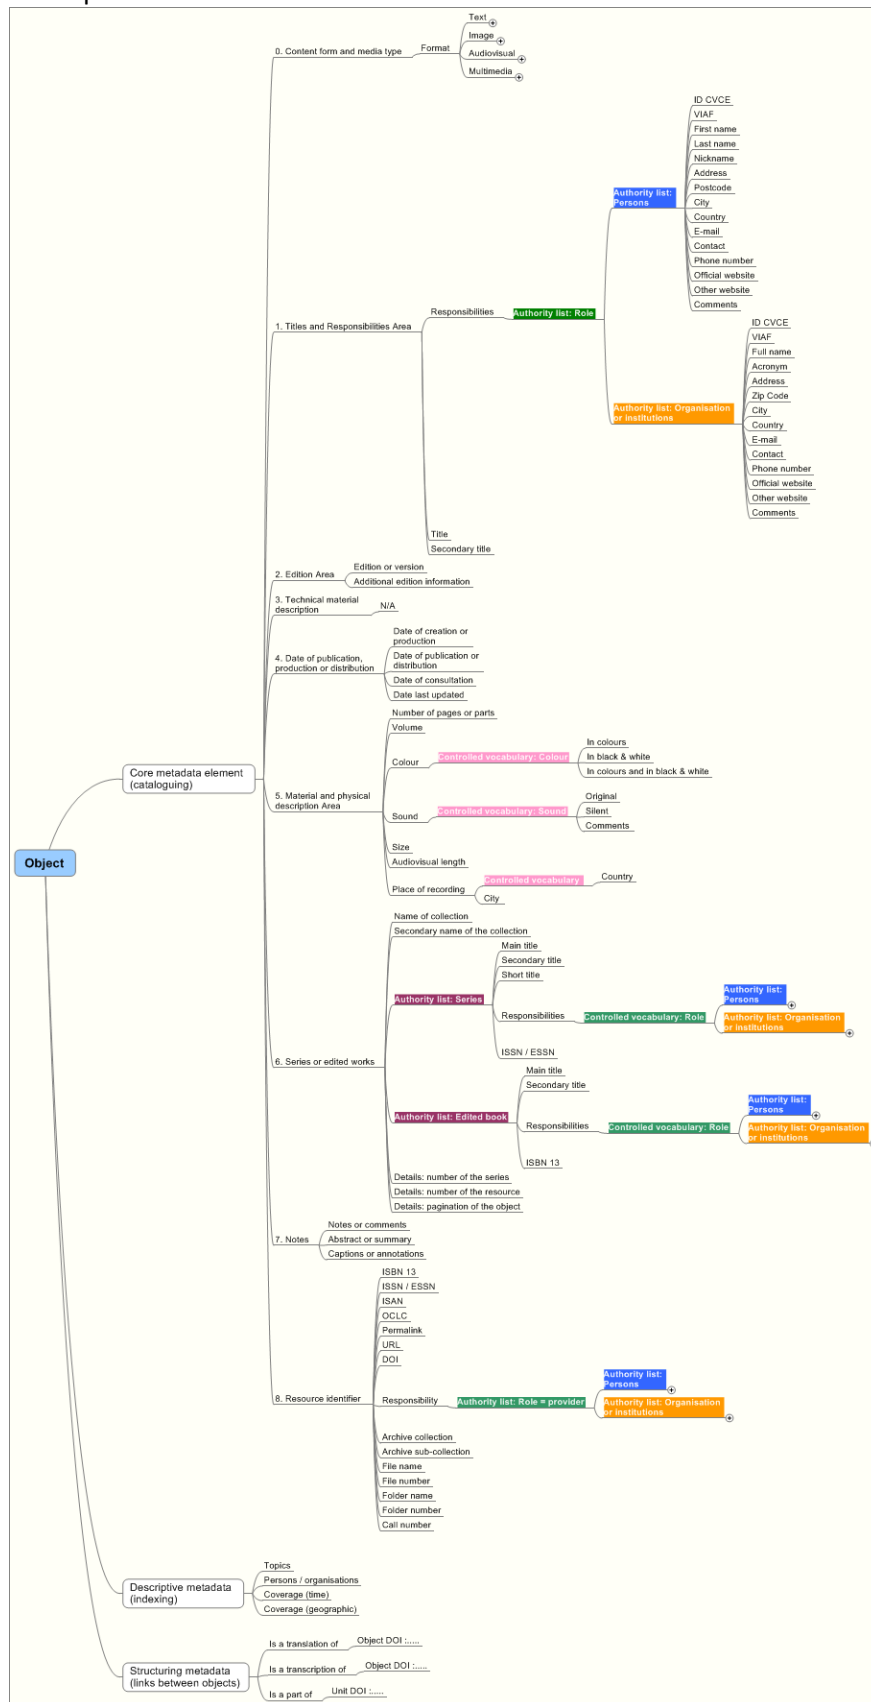 Text
Image
0. Content form and media type
Format
Audiovisual
Multimedia
ID CVCE
VIAF
First name
Last name
Nickname
Address
Authority list:
Persons
Postcode
City
Country
E-mail
Contact
Phone number
Official website
Other website
Comments
1. Titles and Responsibilities Area
Responsibilities
Authority list: Role
ID CVCE
VIAF
Full name
Acronym
Address
Zip Code
Authority list: Organisation
or institutions
City
Country
E-mail
Contact
Phone number
Official website
Other website
Comments
Title
Secondary title
2. Edition Area
Edition or version
Additional edition information
3. Technical material
description
N/A
4. Date of publication,
production or distribution
Date of creation or
production
Date of publication or
distribution
Date of consultation
Date last updated
Core metadata element
(cataloguing)
5. Material and physical
description Area
Number of pages or parts
Volume
Colour
Controlled vocabulary: Colour
In colours
In black & white
In colours and in black & white
Sound
Controlled vocabulary: Sound
Original
Silent
Comments
Size
Audiovisual length
Place of recording
Controlled vocabulary
Country
City
Object
6. Series or edited works
Name of collection
Secondary name of the collection
Authority list: Series
Main title
Secondary title
Short title
Responsibilities
Controlled vocabulary: Role
Authority list:
Persons
Authority list: Organisation
or institutions
ISSN / ESSN
Authority list: Edited book
Main title
Secondary title
Responsibilities
Controlled vocabulary: Role
Authority list:
Persons
Authority list: Organisation
or institutions
ISBN 13
Details: number of the series
Details: number of the resource
Details: pagination of the object
7. Notes
Notes or comments
Abstract or summary
Captions or annotations
8. Resource identifier
ISBN 13
ISSN / ESSN
ISAN
OCLC
Permalink
URL
DOI
Responsibility
Authority list: Role = provider
Authority list:
Persons
Authority list: Organisation
or institutions
Archive collection
Archive sub-collection
File name
File number
Folder name
Folder number
Call number
Descriptive metadata
(indexing)
Topics
Persons / organisations
Coverage (time)
Coverage (geographic)
Structuring metadata
(links between objects)
Is a translation of
Object DOI :.....
Is a transcription of
Object DOI :.....
Is a part of
Unit DOI :.....